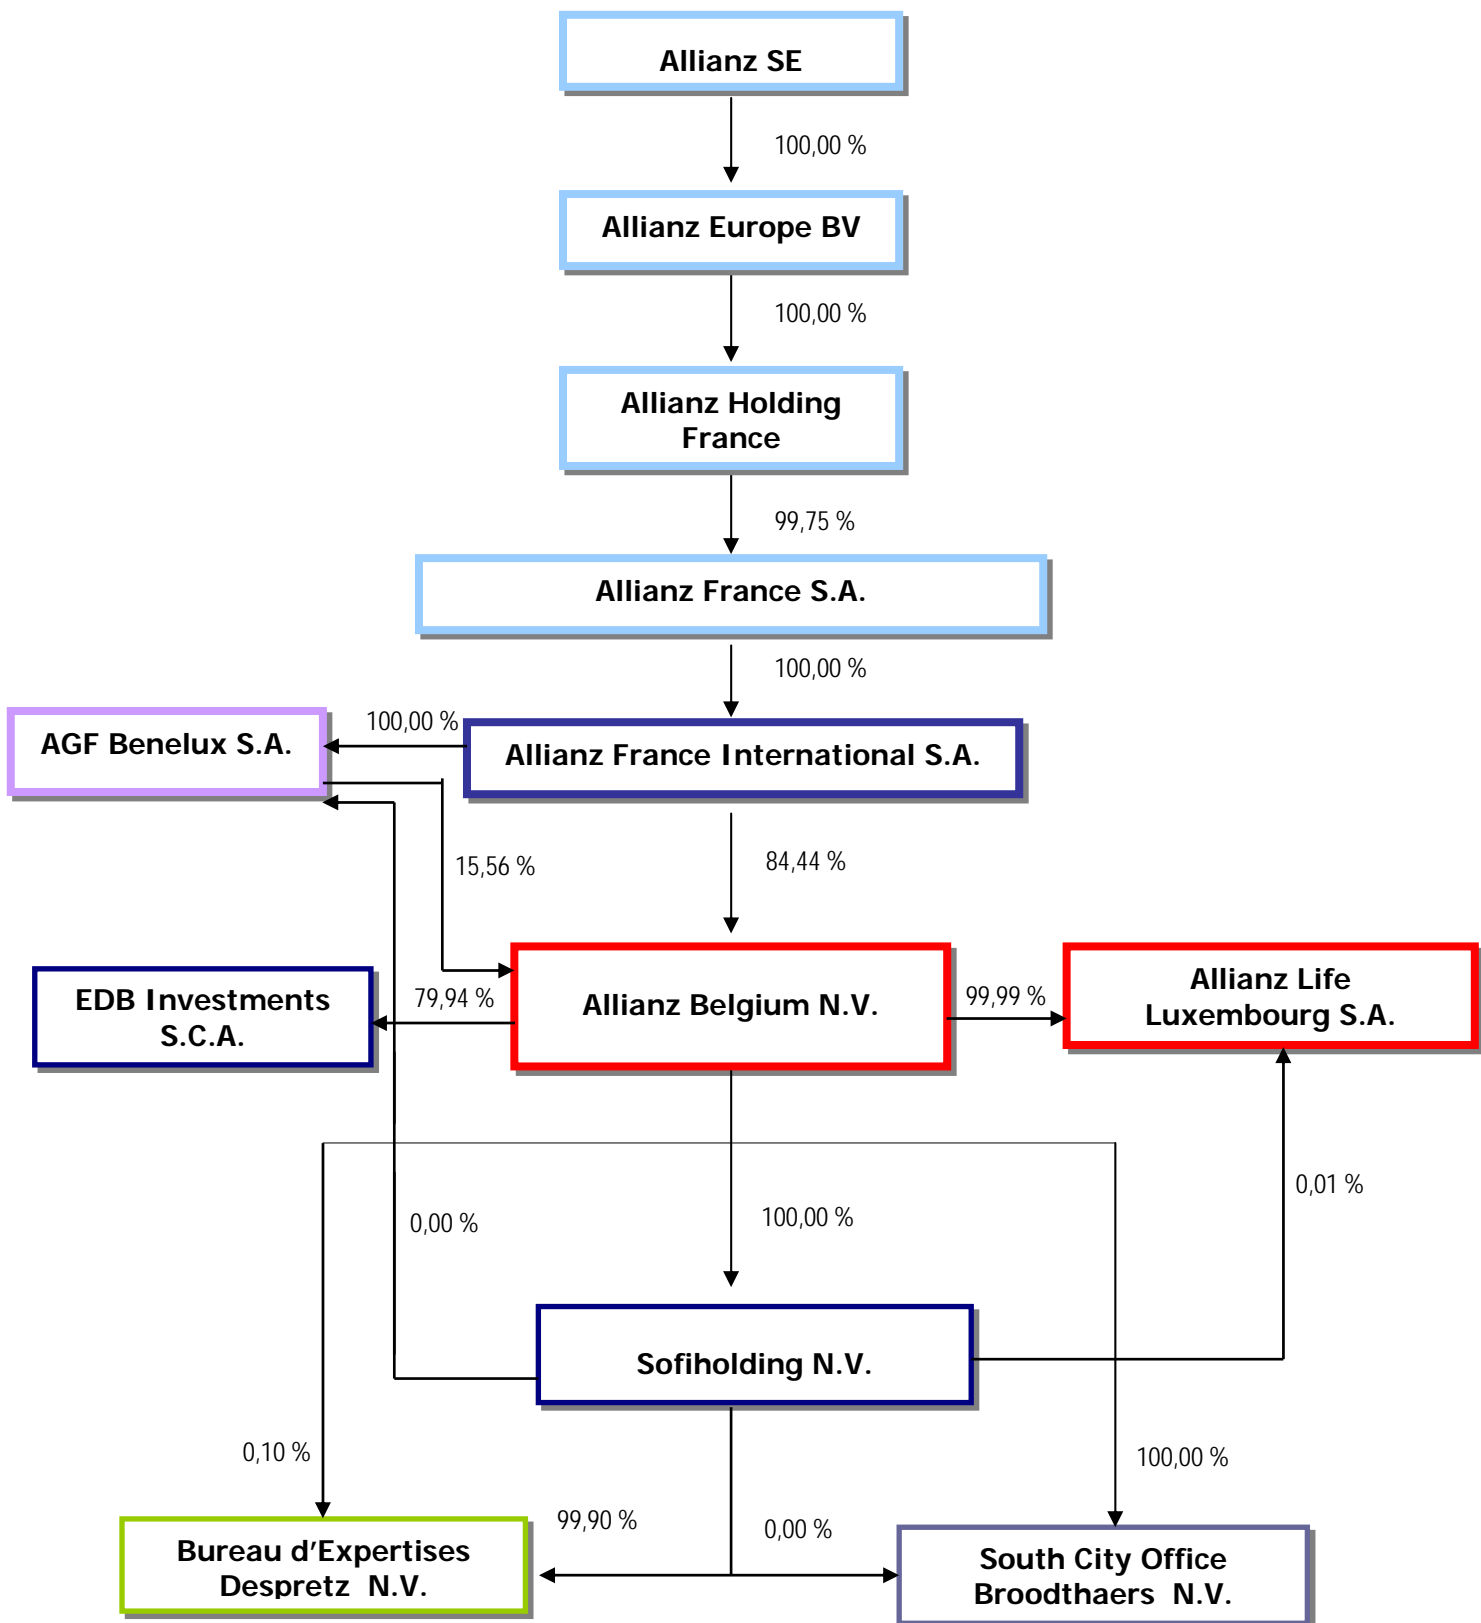 Allianz SE
100,00 %
Allianz Europe BV
100,00 %
Allianz Holding
France
99,75 %
Allianz France S.A.
100,00 %
AGF Benelux S.A.
100,00 %
Allianz France International S.A.
15,56 %
84,44 %
EDB Investments
S.C.A.
79,94 %
Allianz Belgium N.V.
99,99 %
Allianz Life
Luxembourg S.A.
0,00 %
100,00 %
0,01 %
Sofiholding N.V.
0,10 %
100,00 %
99,90 %
0,00 %
Bureau d'Expertises
Despretz N.V.
South City Office
Broodthaers N.V.